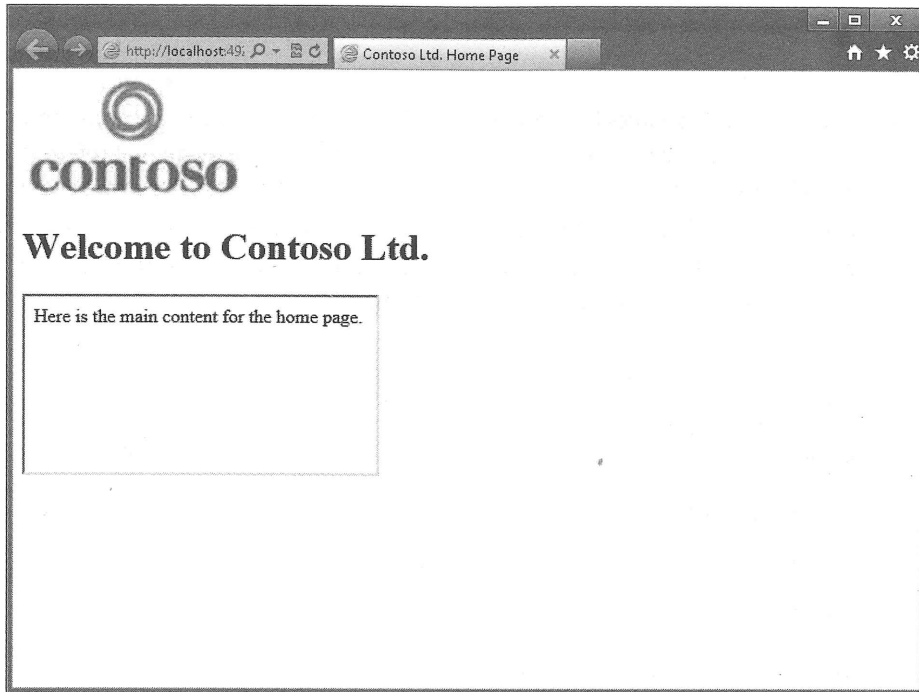 http://localhost:49
Contoso Ltd. Home Page
contoso
Welcome to Contoso Ltd.
Here is the main content for the home page.